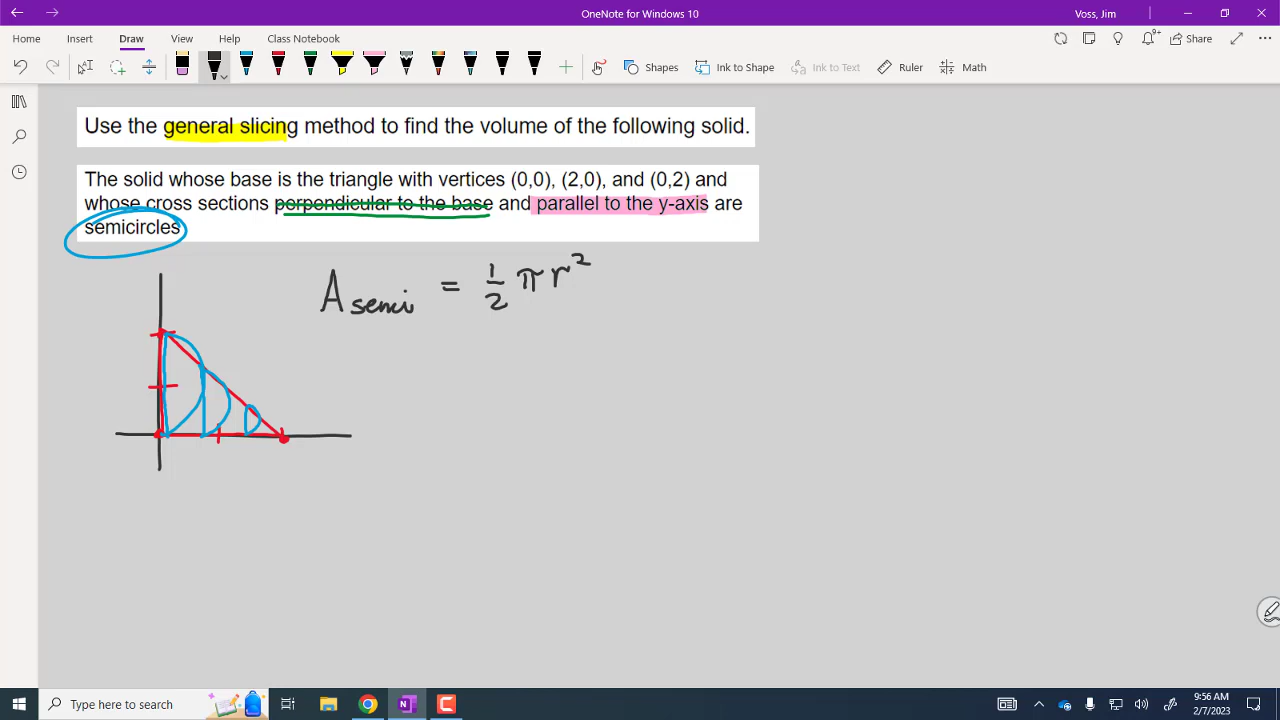 OneNote for Windows 10
Voss, Jim
Home Insert Draw View Help Class Notebook
Share
Shapes Ink to Shape Ink to Text Ruler Math
Use the general slicing method to find the volume of the following solid.
The solid whose base is the triangle with vertices (0,0), (2,0), and (0,2) and
whose cross sections perpendicular to the base and parallel to the y-axis are
semicircles
A semi = 1/2 π r²
Type here to search
9:56 AM
2/7/2023